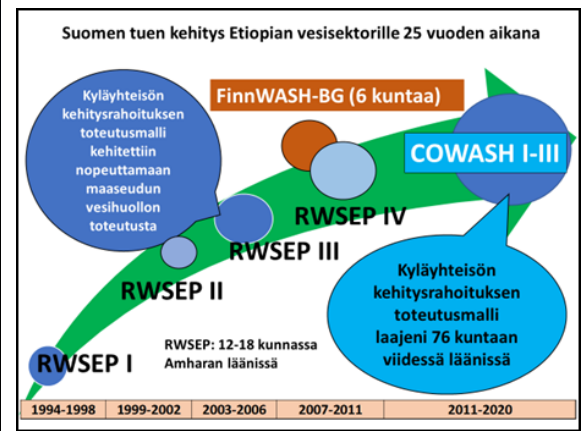 Suomen tuen kehitys Etiopian vesisektorille 25 vuoden aikana
Kyläyhteisön
kehitysrahoituksen
toteutusmalli
kehitettiin
nopeuttamaan
maaseudun
vesihuollon
toteutusta
FinnWASH-BG (6 kuntaa)
COWASH I-III
RWSEP IV
RWSEP III
RWSEP II
RWSEP I
RWSEP: 12-18 kunnassa
Amharan läänissä
Kyläyhteisön
kehitysrahoituksen
toteutusmalli
laajeni 76 kuntaan
viidessä läänissä
1994-1998 1999-2002 2003-2006 2007-2011 2011-2020